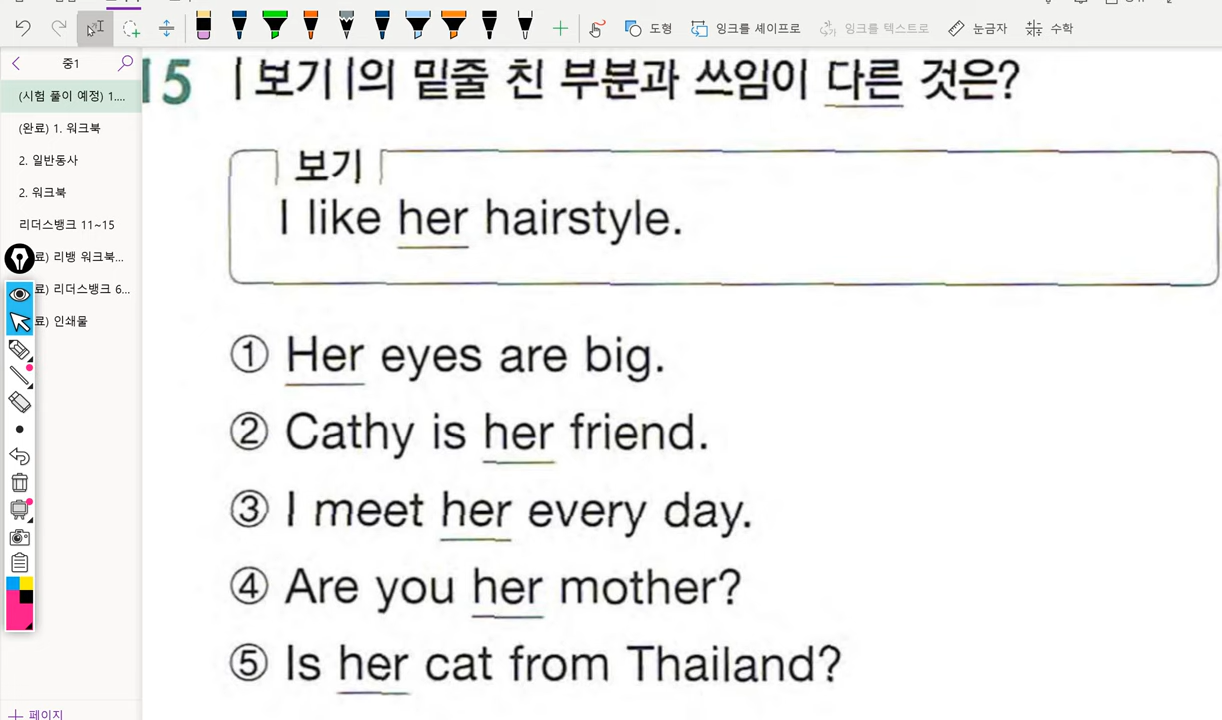 도형
잉크를 셰이프로
잉크를 텍스트로
눈금자
수학
중1
(시험 풀이 예정) 1....
(완료) 1. 워크북
2. 일반동사
2. 워크북
리더스뱅크 11~15
료) 리뱅 워크북...
료) 리더스뱅크 6...
료) 인쇄물
페이지
15 | 보기 |의 밑줄 친 부분과 쓰임이 다른 것은?
보기
I like her hairstyle.
① Her eyes are big.
② Cathy is her friend.
③ I meet her every day.
④ Are you her mother?
⑤ Is her cat from Thailand?